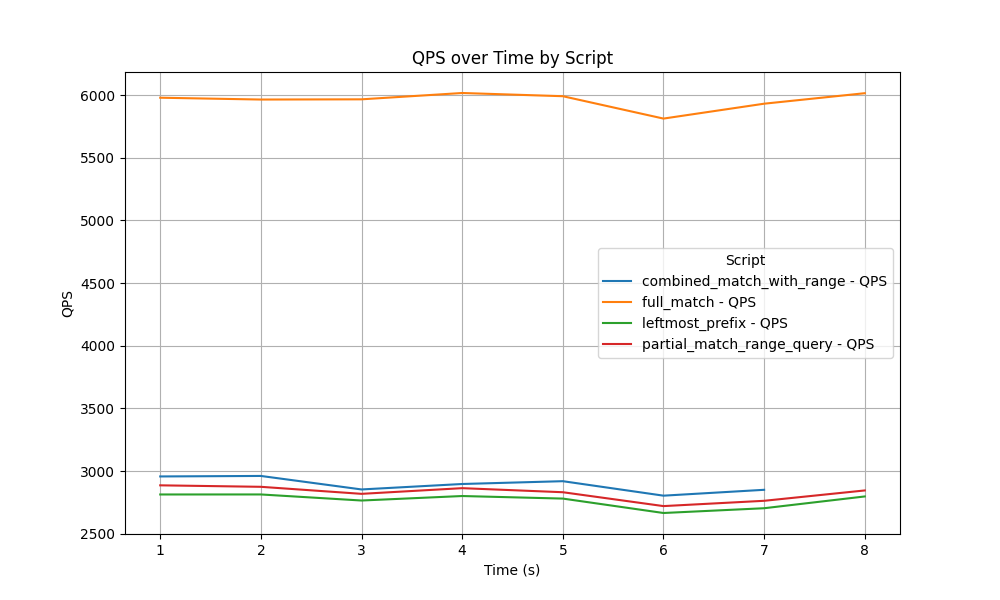 QPS over Time by Script
6000
5500
5000
4500
4000
3500
3000
2500
QPS
Script
combined_match_with_range - QPS
full_match - QPS
leftmost_prefix - QPS
partial_match_range_query - QPS
1 2 3 4 5 6 7 8
Time (s)